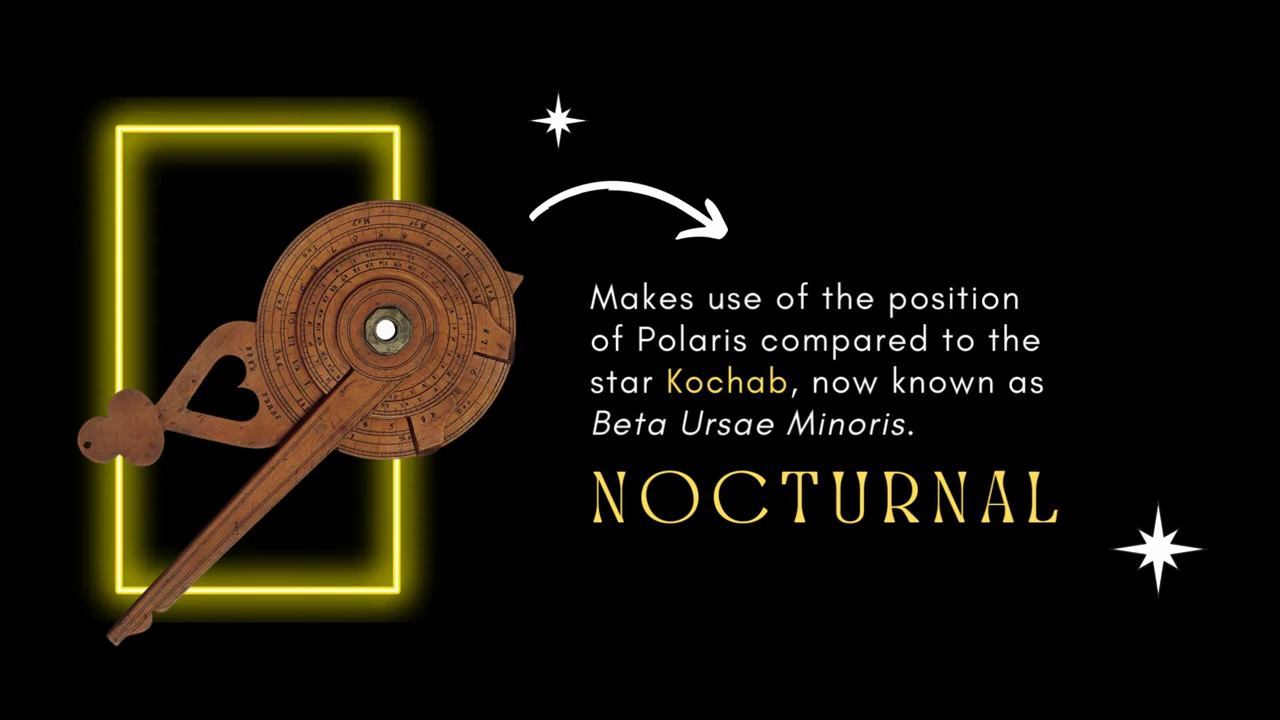 Makes use of the position
of Polaris compared to the
star Kochab, now known as
Beta Ursae Minoris.
NOCTURNAL